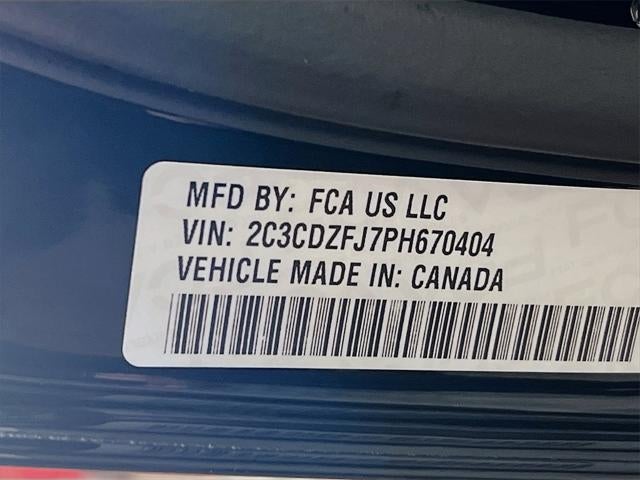 MFD BY: FCA US LLC
VIN: 2C3CDZFJ7PH670404
VEHICLE MADE IN: CANADA